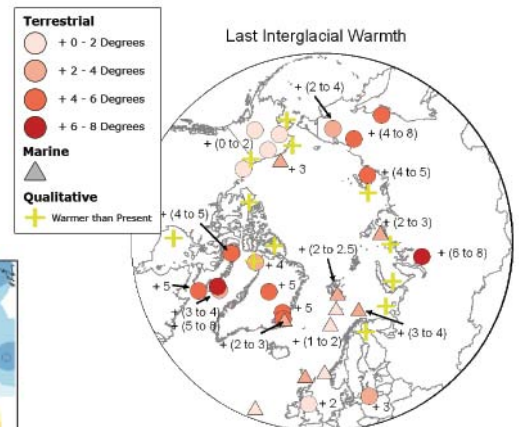 Terrestrial
+ 0 - 2 Degrees
+ 2 - 4 Degrees
+ 4 - 6 Degrees
+ 6 - 8 Degrees
Marine
Qualitative
Warmer than Present
Last Interglacial Warmth
+ (2 to 4)
+ (0 to 2)
+ (4 to 8)
+ 3
+ (4 to 5)
+ (4 to 5)
+ (2 to 3)
+ (2 to 2.5)
+ (6 to 8)
+ 4
+ 5
+ 5
+ 5
+ (3 to 4)
+ (5 to 8)
+ (2 to 3)
+ (1 to 2)
+ (3 to 4)
+ 2
+ 3